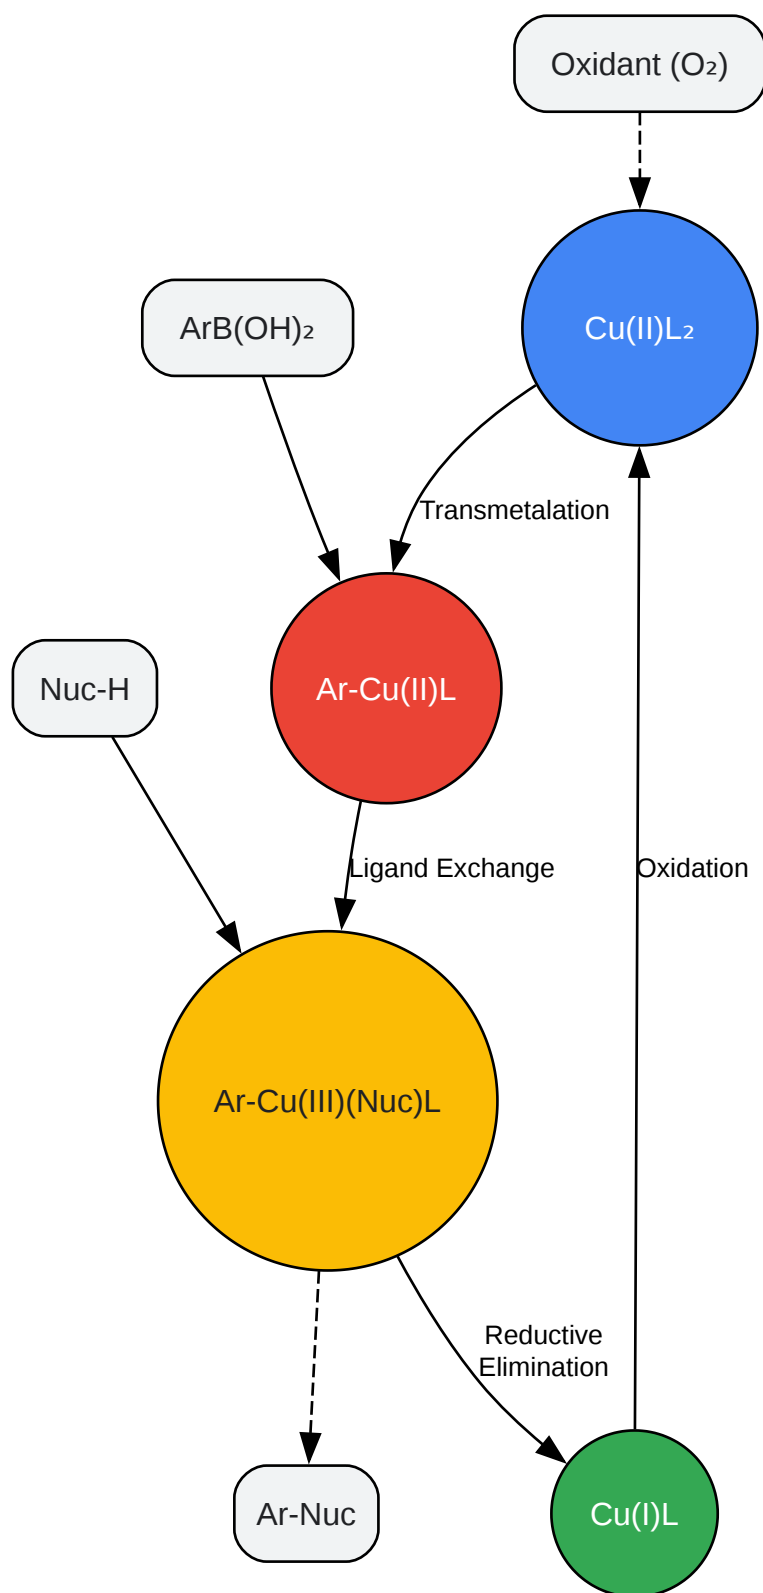 Oxidant (O₂)
Cu(II)L₂
ArB(OH)₂
Transmetalation
Ar-Cu(II)L
Nuc-H
Ligand Exchange
Oxidation
Ar-Cu(III)(Nuc)L
Reductive
Elimination
Ar-Nuc
Cu(I)L